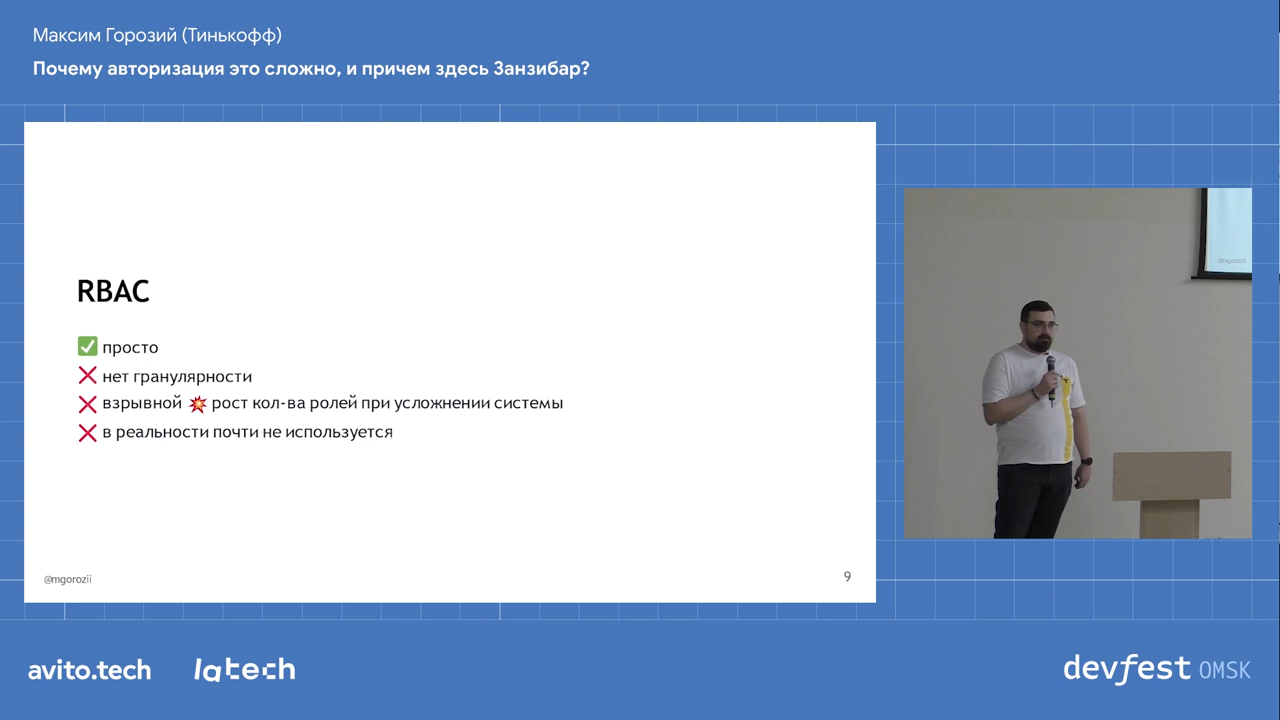 Максим Горозий (Тинькофф)
Почему авторизация это сложно, и причем здесь Занзибар?
RBAC
✅ просто
❌ нет гранулярности
❌ взрывной 💥 рост кол-ва ролей при усложнении системы
❌ в реальности почти не используется
@mgorozii
9
@mgorozii
avito.tech
latech
devfest OMSK